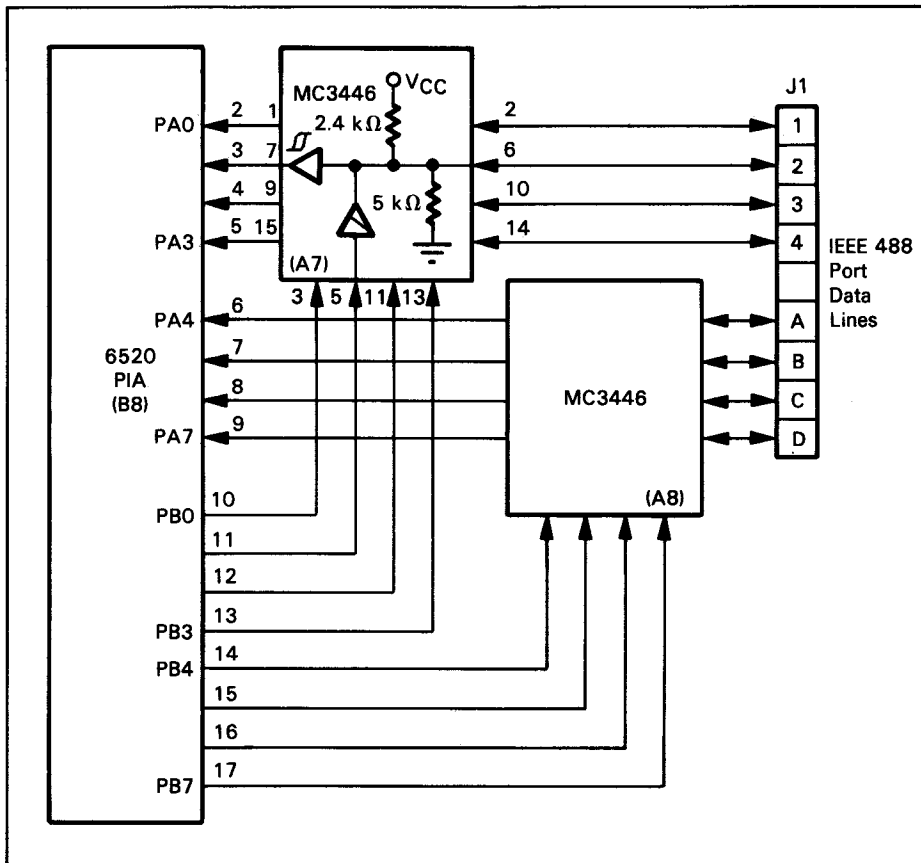 MC3446
VCC
2.4 kΩ
5 kΩ
(A7)
J1
PA0 2 1 2 1
3 7 6 2
4 9 10 3
PA3 5 15 14 4
3 5 11 13
IEEE 488
Port
Data
Lines
PA4 6 A
7 B
8 C
PA7 9 D
6520
PIA
(B8)
MC3446
(A8)
PB0 10
11
12
PB3 13
PB4 14
15
16
PB7 17